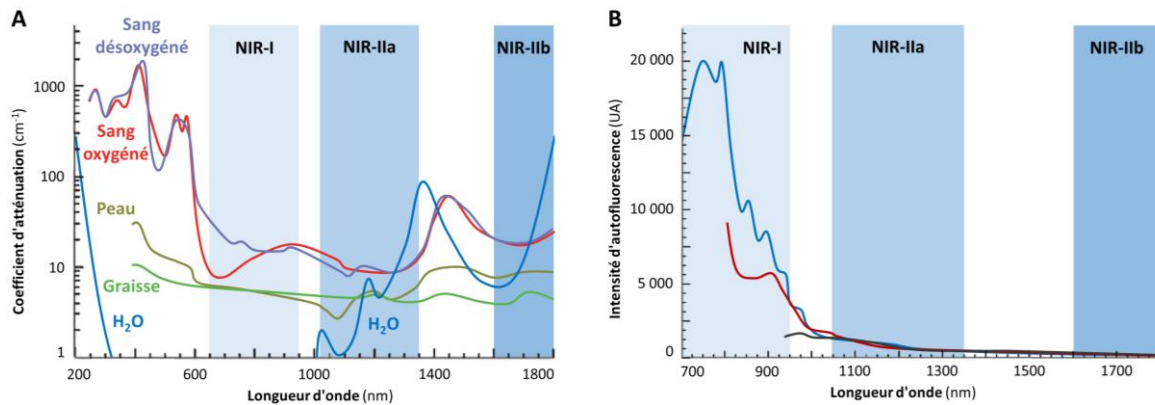 A
Sang
désoxygéné
NIR-I
NIR-IIa
NIR-IIb
1000
100
10
1
Coefficient d'atténuation (cm⁻¹)
Sang
oxygéné
Peau
Graisse
H₂O
H₂O
200
600
1000
1400
1800
Longueur d'onde (nm)
B
NIR-I
NIR-IIa
NIR-IIb
20 000
15 000
10 000
5 000
0
Intensité d'autofluorescence (UA)
700
900
1100
1300
1500
1700
Longueur d'onde (nm)